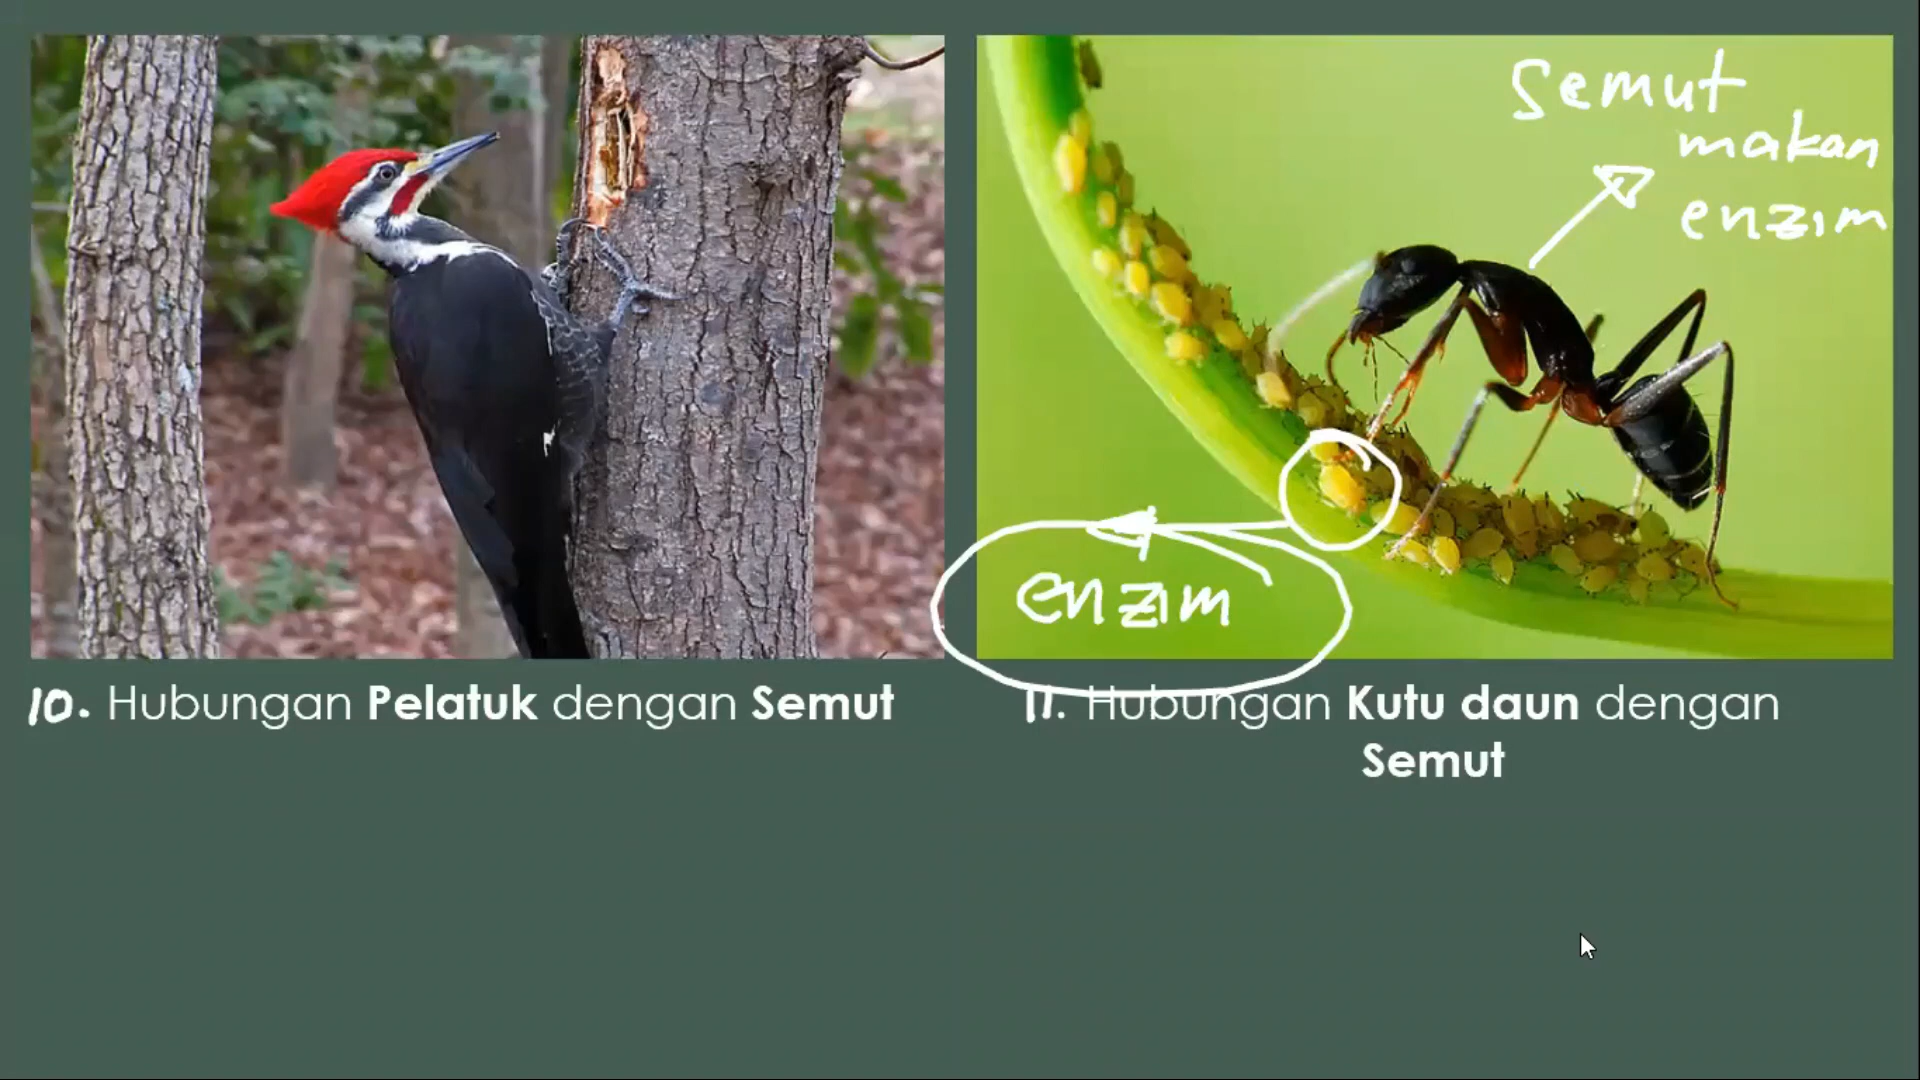 semut
makan
enzim
enzim
10. Hubungan Pelatuk dengan Semut
11. Hubungan Kutu daun dengan
Semut